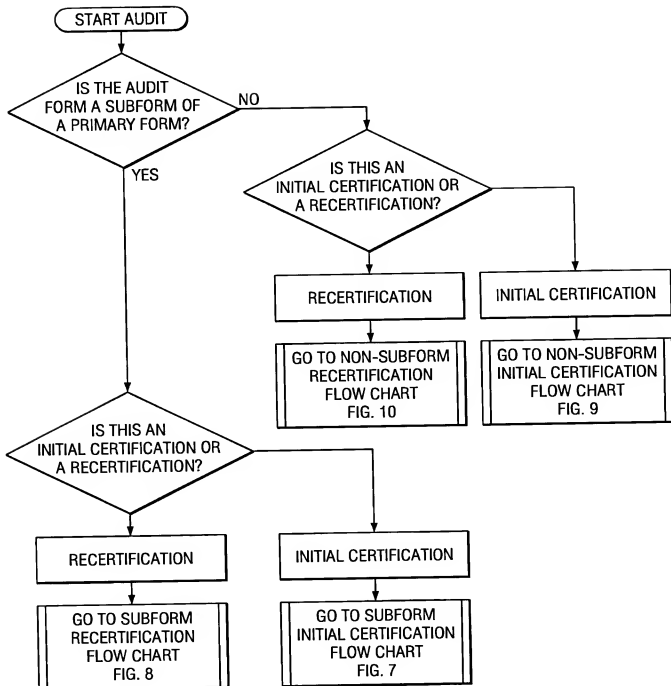 START AUDIT
IS THE AUDIT
FORM A SUBFORM OF
A PRIMARY FORM?
NO
YES
IS THIS AN
INITIAL CERTIFICATION OR
A RECERTIFICATION?
RECERTIFICATION
INITIAL CERTIFICATION
GO TO NON-SUBFORM
RECERTIFICATION
FLOW CHART
FIG. 10
GO TO NON-SUBFORM
INITIAL CERTIFICATION
FLOW CHART
FIG. 9
IS THIS AN
INITIAL CERTIFICATION OR
A RECERTIFICATION?
RECERTIFICATION
INITIAL CERTIFICATION
GO TO SUBFORM
RECERTIFICATION
FLOW CHART
FIG. 8
GO TO SUBFORM
INITIAL CERTIFICATION
FLOW CHART
FIG. 7